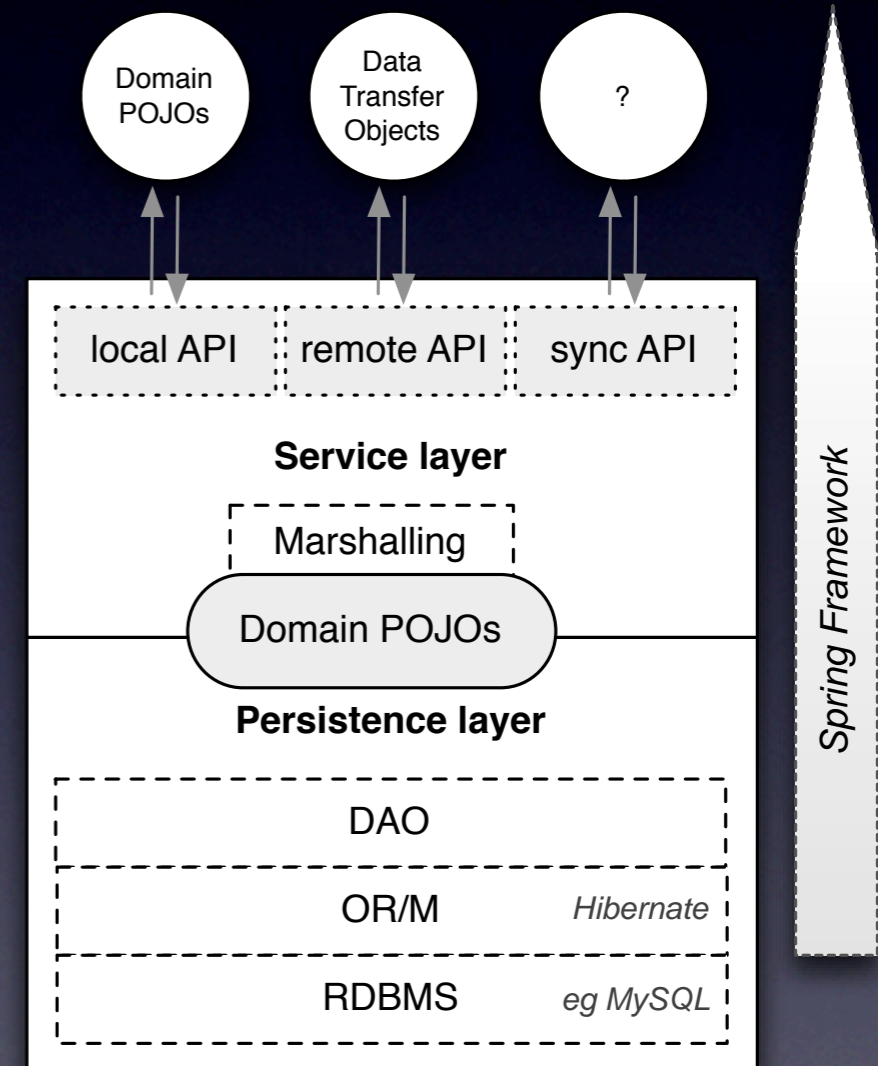 Domain
POJOs
Data
Transfer
Objects
?
local API
remote API
sync API
Service layer
Marshalling
Domain POJOs
Persistence layer
DAO
OR/M
Hibernate
RDBMS
eg MySQL
Spring Framework